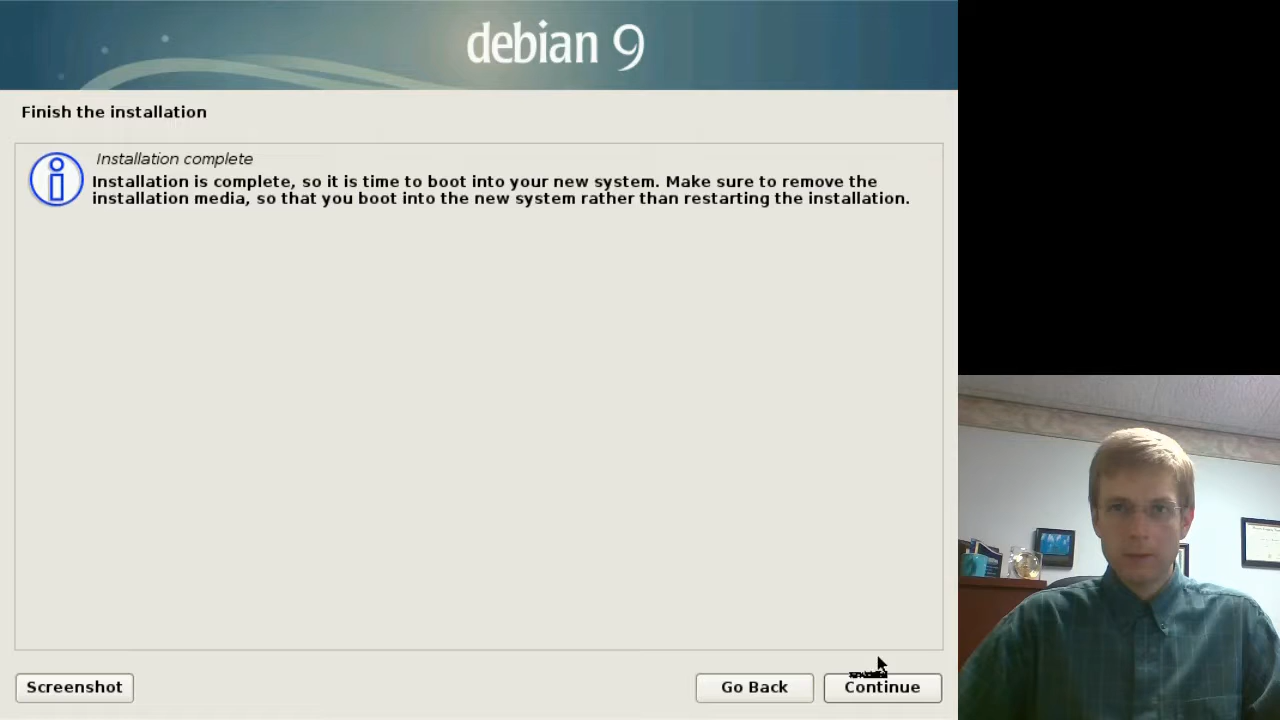 debian 9
Finish the installation
Installation complete
Installation is complete, so it is time to boot into your new system. Make sure to remove the
installation media, so that you boot into the new system rather than restarting the installation.
Screenshot
Go Back
Continue